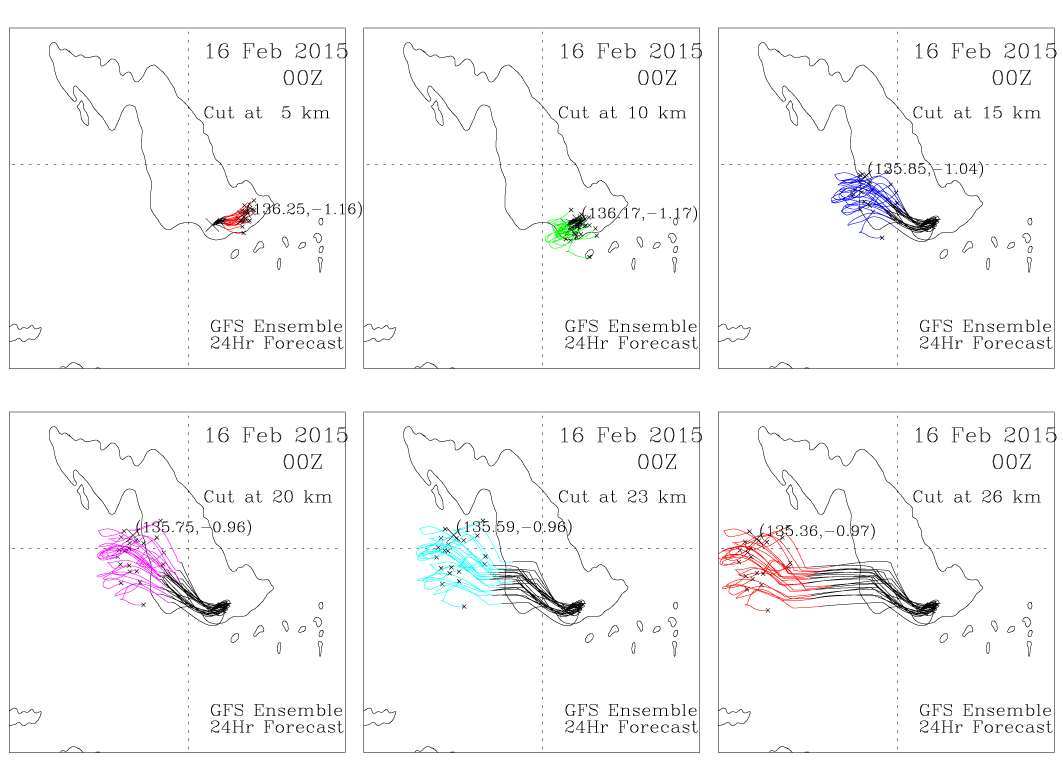 16 Feb 2015
00Z
Cut at 5 km
(136.25,−1.16)
GFS Ensemble
24Hr Forecast
16 Feb 2015
00Z
Cut at 10 km
(136.17,−1.17)
GFS Ensemble
24Hr Forecast
16 Feb 2015
00Z
Cut at 15 km
(135.85,−1.04)
GFS Ensemble
24Hr Forecast
16 Feb 2015
00Z
Cut at 20 km
(135.75,−0.96)
GFS Ensemble
24Hr Forecast
16 Feb 2015
00Z
Cut at 23 km
(135.59,−0.96)
GFS Ensemble
24Hr Forecast
16 Feb 2015
00Z
Cut at 26 km
(135.36,−0.97)
GFS Ensemble
24Hr Forecast